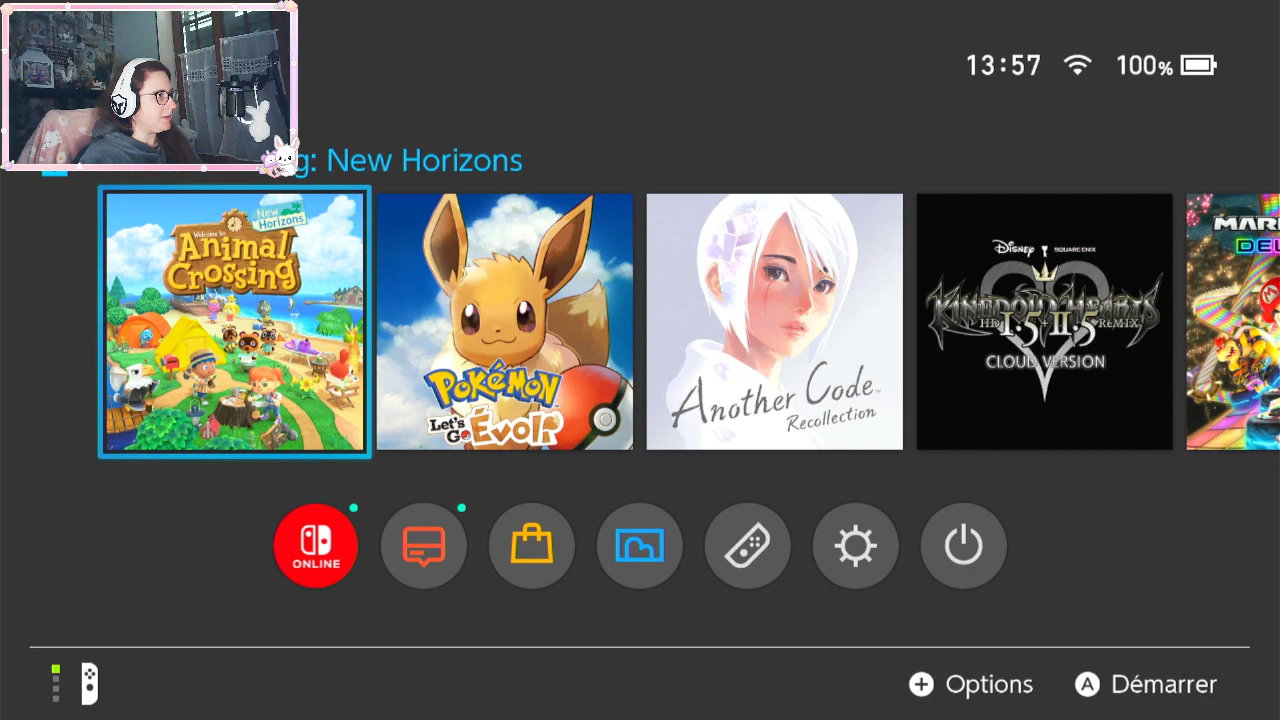 13:57
100%
g: New Horizons
Welcome to
New
Horizons
Animal
Crossing
POKÉMON
Let's
Go Évoli
Another Code
Recollection
Disney
SQUARE ENIX
KINGDOM HEARTS
HD 1.5+II.5 ReMIX
CLOUD VERSION
MARI
DEL
ONLINE
+ Options
A Démarrer